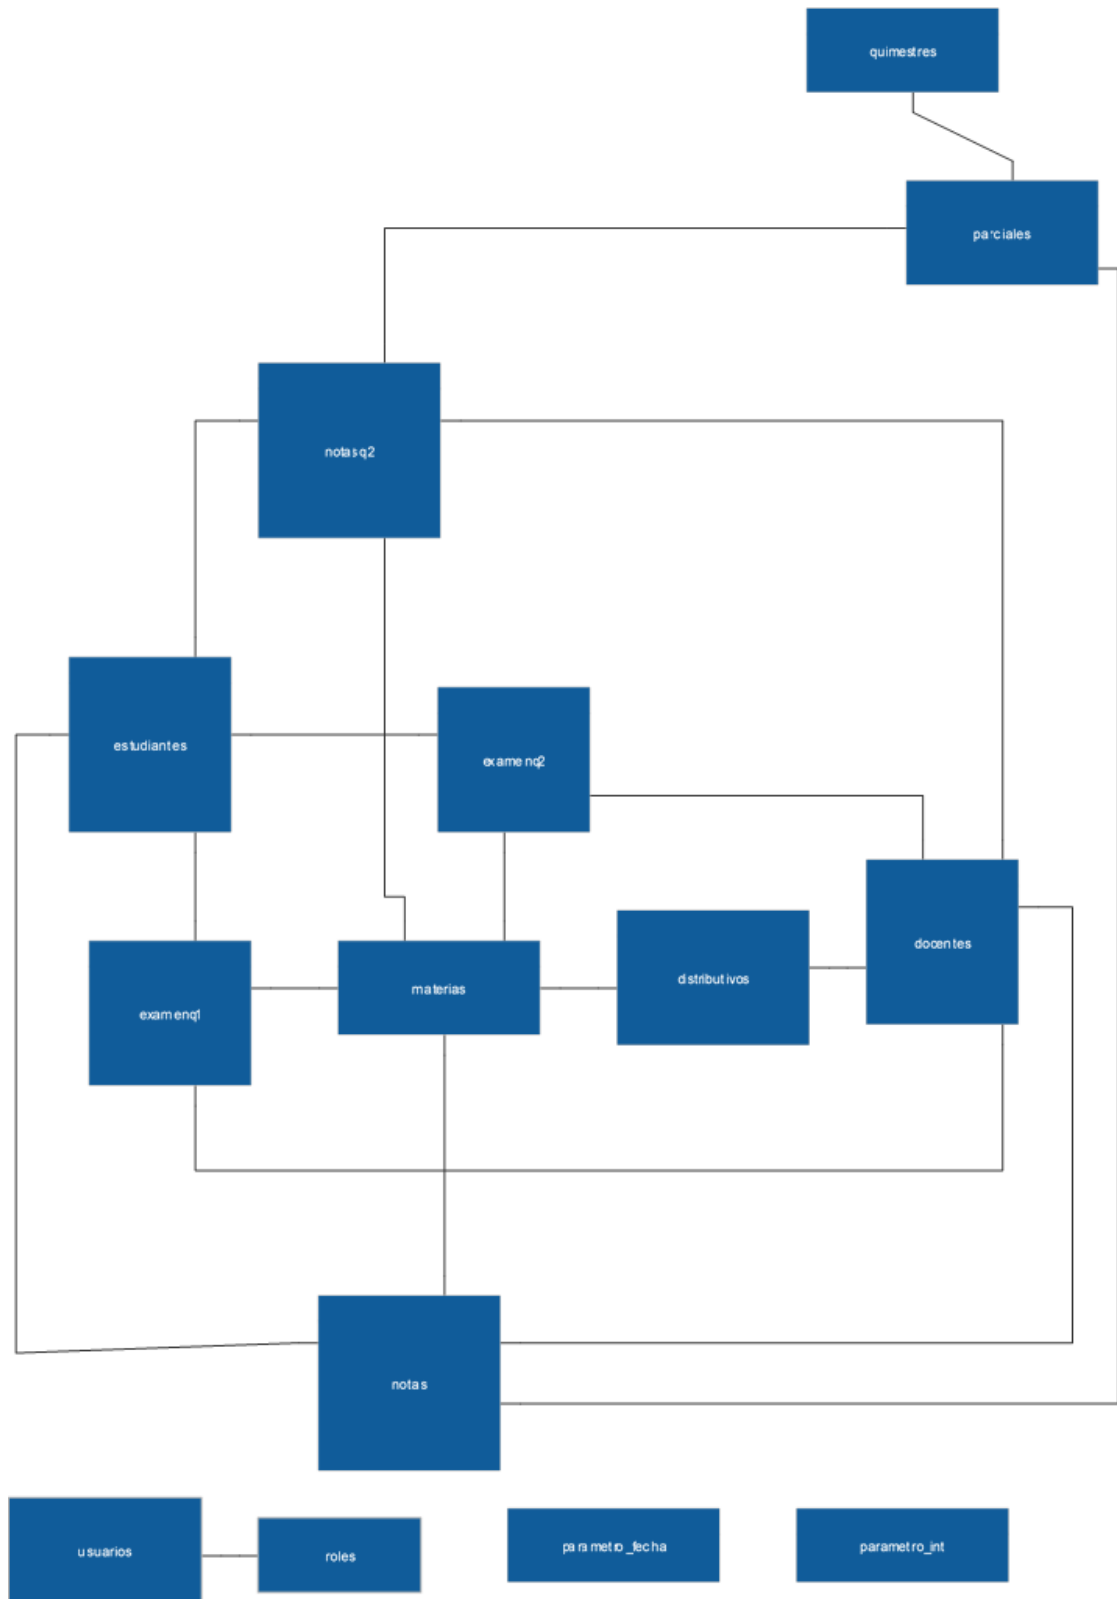 quimestres
parciales
notasq2
estudiantes
examenq2
docentes
distributivos
materias
examenq1
notas
usuarios
roles
parametro_fecha
parametro_int